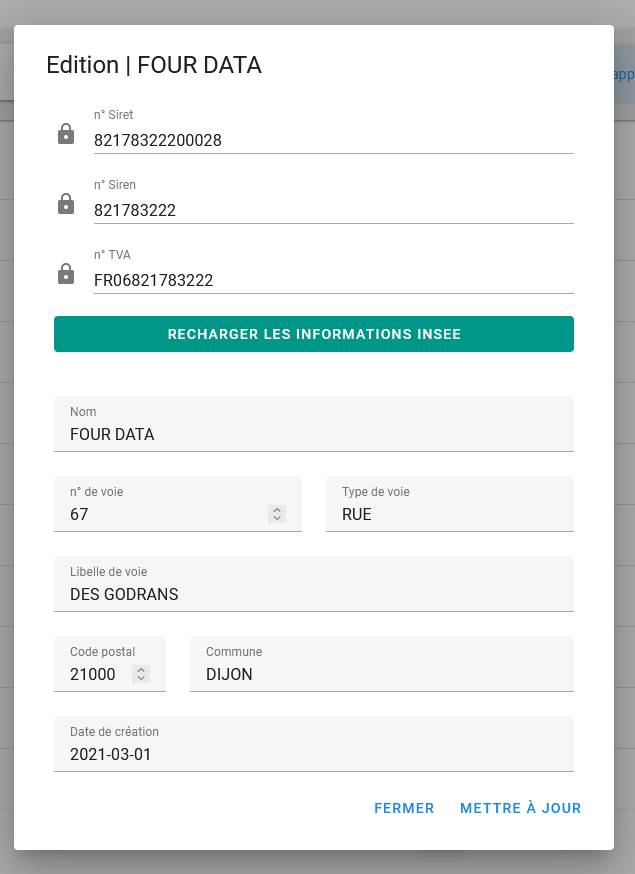 Edition | FOUR DATA
app
n° Siret
82178322200028
n° Siren
821783222
n° TVA
FR06821783222
RECHARGER LES INFORMATIONS INSEE
Nom
FOUR DATA
n° de voie
67
Type de voie
RUE
Libelle de voie
DES GODRANS
Code postal
21000
Commune
DIJON
Date de création
2021-03-01
FERMER
METTRE À JOUR